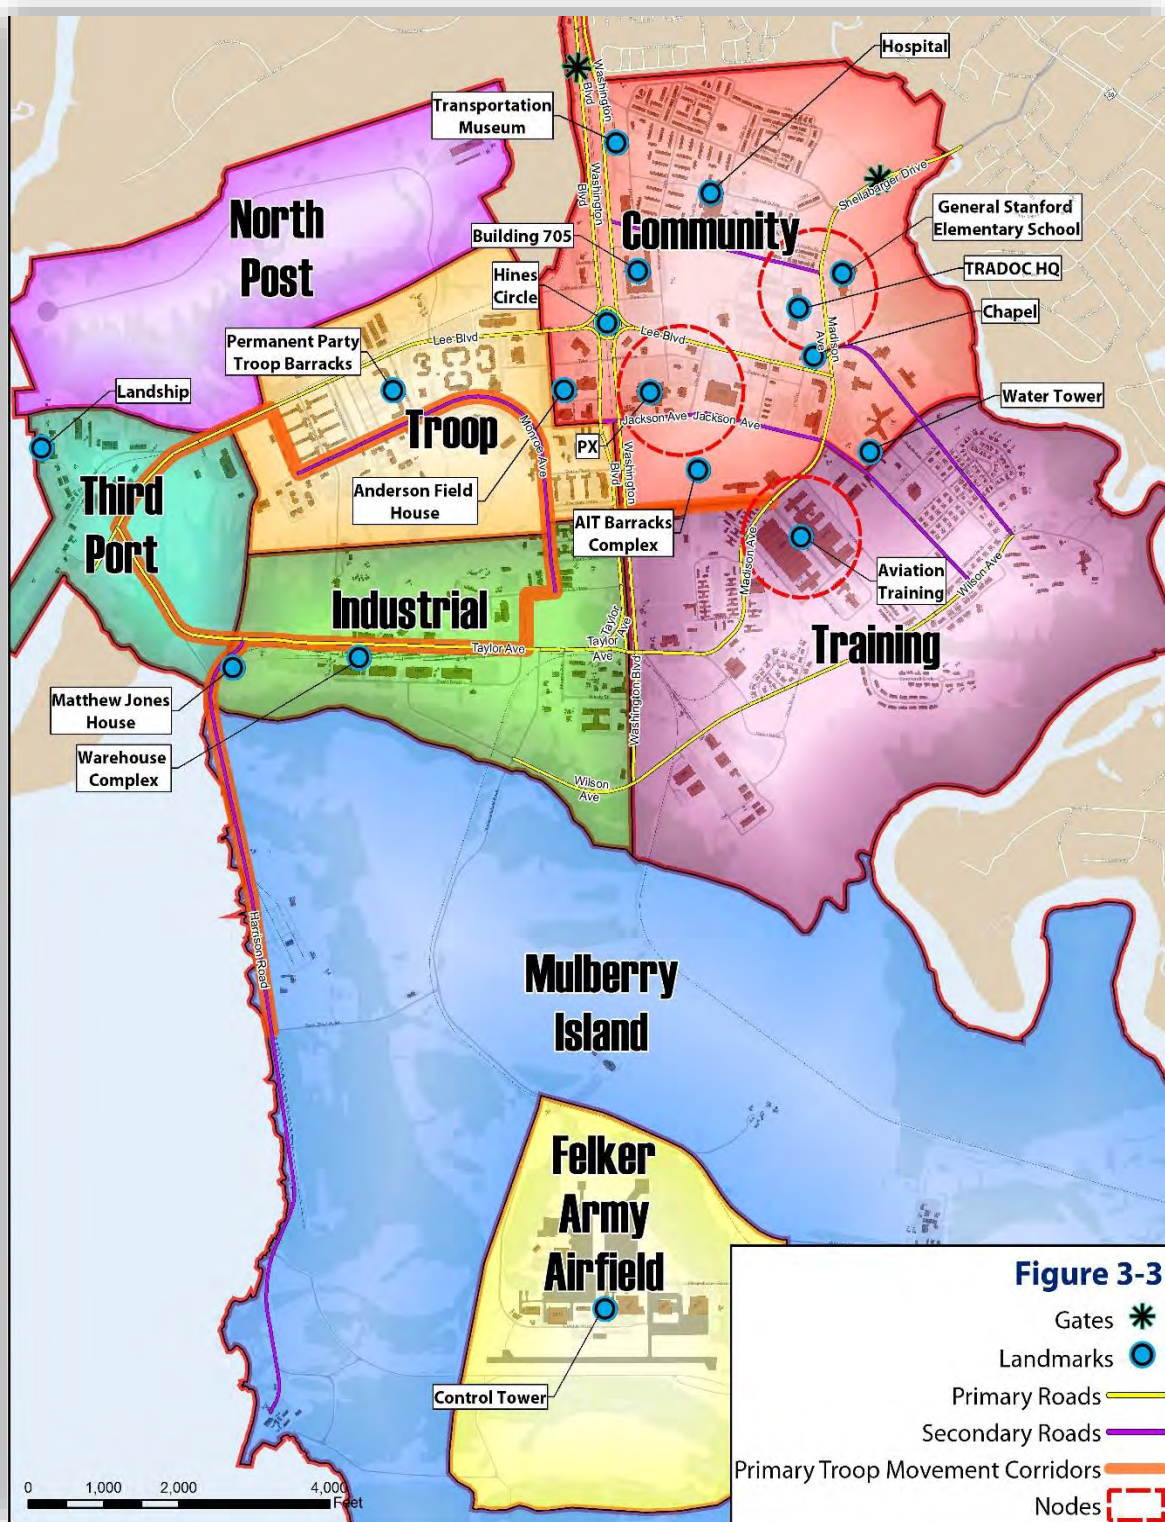 Hospital
Washington
Blvd
Transportation
Museum
Washington
Blvd
Shellabarger Drive
North
Post
Community
General Stanford
Elementary School
Building 705
TRADOC HQ
Hines
Circle
Chapel
Lee Blvd
Lee Blvd
Madison
Ave
Permanent Party
Troop Barracks
Landship
Water Tower
Troop
Monroe Ave
Jackson Ave Jackson Ave
PX
Washington
Blvd
Third
Port
Anderson Field
House
AIT Barracks
Complex
Madison Ave
Aviation
Training
Wilson Ave
Industrial
Taylor Ave
Taylor
Ave
Taylor
Ave
Training
Washington Blvd
Matthew Jones
House
Warehouse
Complex
Wilson
Ave
Harrison Road
Mulberry
Island
Felker
Army
Airfield
Control Tower
Figure 3-3
Gates
Landmarks
Primary Roads
Secondary Roads
Primary Troop Movement Corridors
Nodes
0 1,000 2,000 4,000
Feet